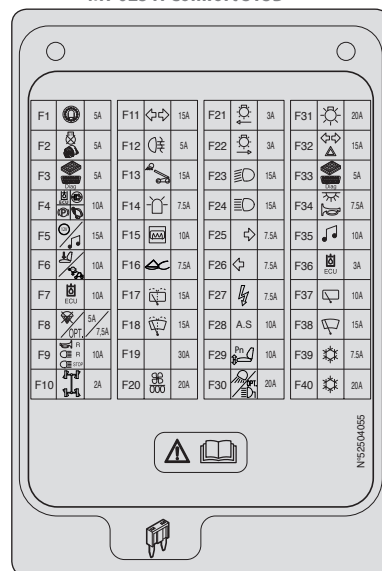 F1 5A F11 15A F21 3A F31 20A
F2 5A F12 5A F22 3A F32 15A
F3 Diag 5A F13 15A F23 15A F33 Diag 5A
F4 ECU 10A F14 7.5A F24 15A F34 7.5A
F5 15A F15 10A F25 7.5A F35 10A
F6 10A F16 7.5A F26 7.5A F36 ECU 3A
F7 ECU 10A F17 15A F27 7.5A F37 10A
F8 OPT. 5A 7,5A F18 15A F28 A.S 10A F38 15A
F9 R R STOP 10A F19 30A F29 Pn 10A F39 7.5A
F10 2A F20 20A F30 OPT. 20A F40 20A
N°52504055